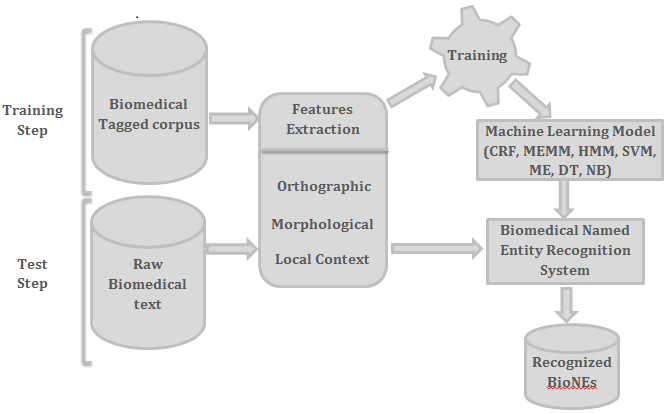 Training
Step
Biomedical
Tagged corpus
Features
Extraction
Orthographic
Morphological
Local Context
Training
Machine Learning Model
(CRF, MEMM, HMM, SVM,
ME, DT, NB)
Test
Step
Raw
Biomedical
text
Biomedical Named
Entity Recognition
System
Recognized
BioNEs